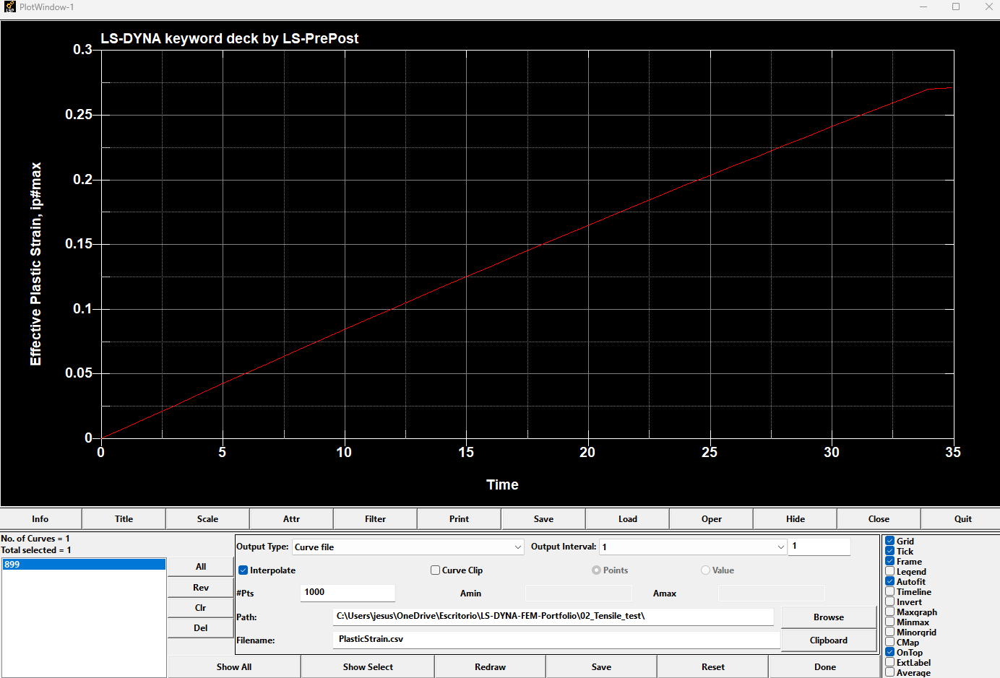 PlotWindow-1
LS-DYNA keyword deck by LS-PrePost
0.3
0.25
0.2
0.15
0.1
0.05
0
Effective Plastic Strain, ip#max
0 5 10 15 20 25 30 35
Time
Info Title Scale Attr Filter Print Save Load Oper Hide Close Quit
No. of Curves = 1
Total selected = 1
899
All
Rev
Clr
Del
Output Type: Curve file Output Interval: 1 1
Interpolate Curve Clip Points Value
#Pts 1000 Amin Amax
Path: C:\Users\jesus\OneDrive\Escritorio\LS-DYNA-FEM-Portfolio\02_Tensile_test\ Browse
Filename: PlasticStrain.csv Clipboard
Show All Show Select Redraw Save Reset Done
Grid
Tick
Frame
Legend
Autofit
Timeline
Invert
Maxgraph
Minmax
Minorgrid
CMap
OnTop
ExtLabel
Average